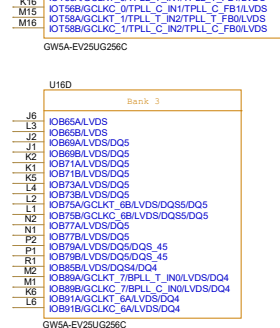 K16 IOT56B/GCLKC_0/TPLL_C_IN1/TPLL_C_FB1/LVDS
M15 IOT58A/GCLKT_1/TPLL_T_IN2/TPLL_T_FB0/LVDS
M16 IOT58B/GCLKC_1/TPLL_C_IN2/TPLL_C_FB0/LVDS
GW5A-EV25UG256C
U16D
Bank 3
J6 IOB65A/LVDS
L3 IOB65B/LVDS
J2 IOB69A/LVDS/DQ5
J1 IOB69B/LVDS/DQ5
K2 IOB71A/LVDS/DQ5
K1 IOB71B/LVDS/DQ5
K5 IOB73A/LVDS/DQ5
L4 IOB73B/LVDS/DQ5
L2 IOB75A/GCLKT_6B/LVDS/DQS5/DQ5
L1 IOB75B/GCLKC_6B/LVDS/DQS5/DQ5
N2 IOB77A/LVDS/DQ5
N1 IOB77B/LVDS/DQ5
P2 IOB79A/LVDS/DQ5/DQS_45
P1 IOB79B/LVDS/DQ5/DQS_45
R1 IOB85B/LVDS/DQS4/DQ4
M2 IOB89A/GCLKT_7/BPLL_T_IN0/LVDS/DQ4
M1 IOB89B/GCLKC_7/BPLL_C_IN0/LVDS/DQ4
K6 IOB91A/GCLKT_6A/LVDS/DQ4
L6 IOB91B/GCLKC_6A/LVDS/DQ4
GW5A-EV25UG256C